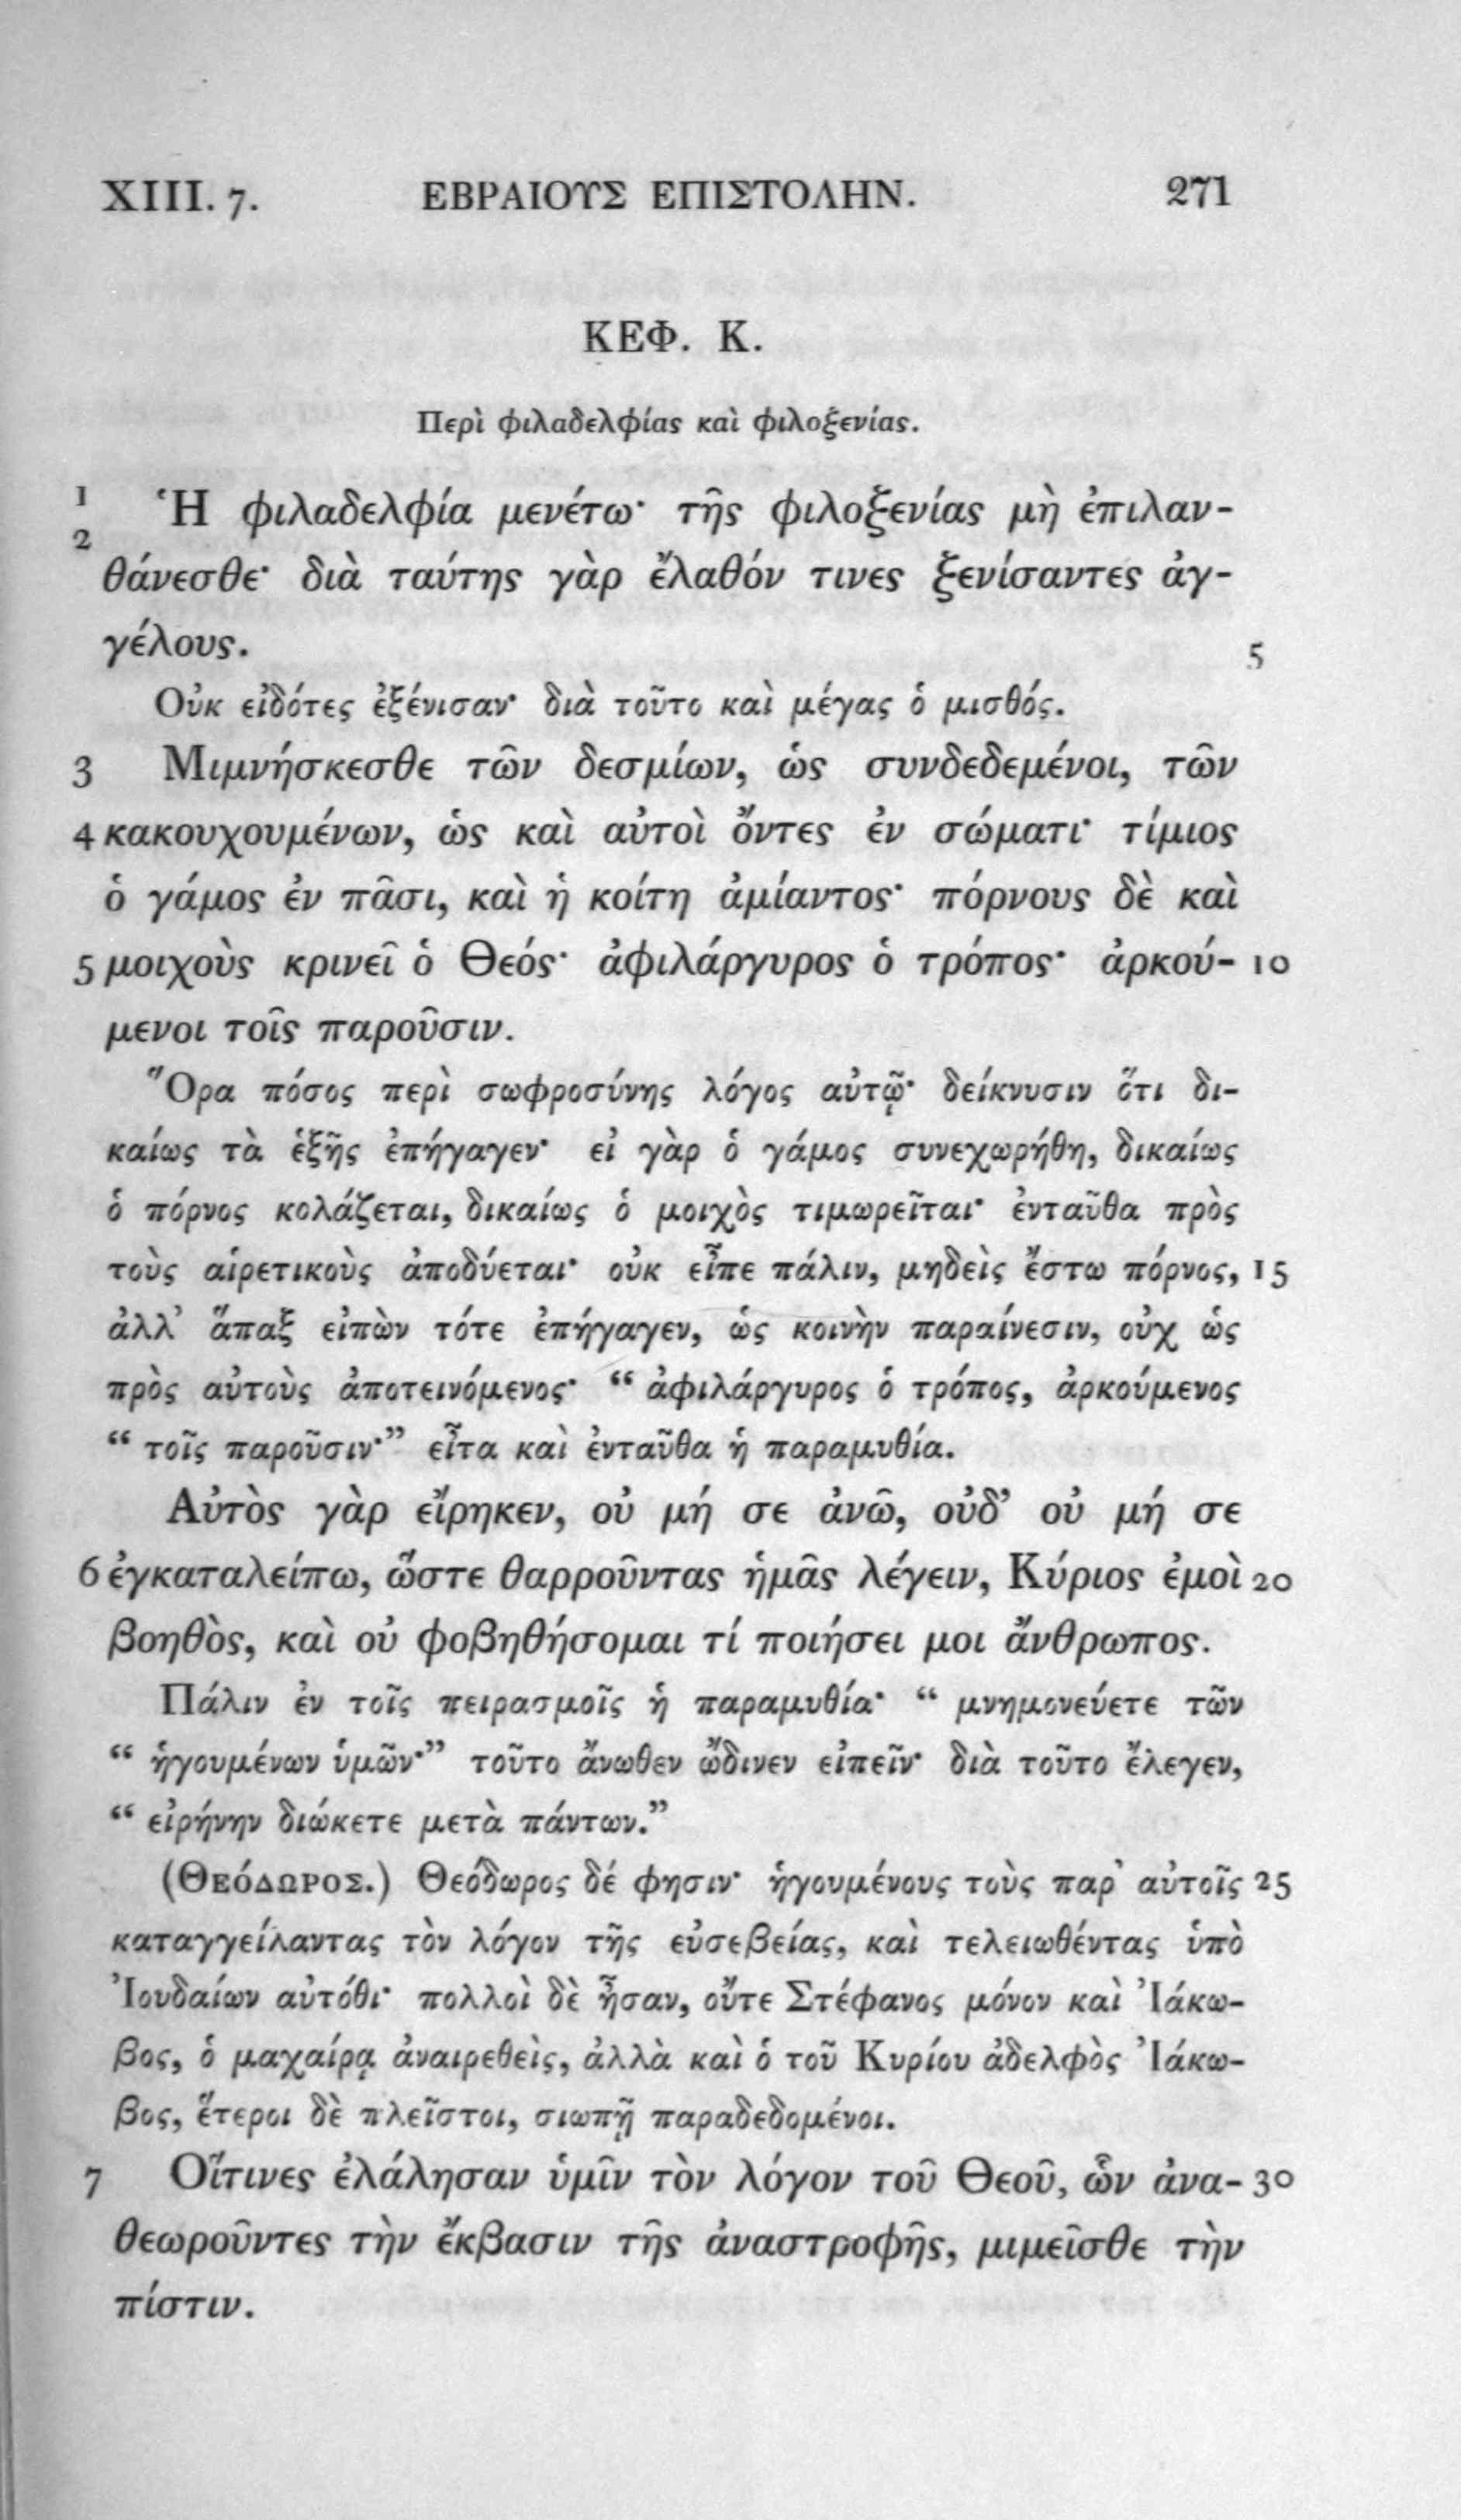 XIII. 7. ΕΒΡΑΙΟΥΣ ΕΠΙΣΤΟΛΗΝ. 271
ΚΕΦ. Κ.
Περὶ φιλαδελφίας καὶ φιλοξενίας.
1 Ἡ φιλαδελφία μενέτω· τῆς φιλοξενίας μὴ ἐπιλαν-
2 θάνεσθε· διὰ ταύτης γὰρ ἔλαθόν τινες ξενίσαντες ἀγ-
γέλους. 5
Οὐκ εἰδότες ἐξένισαν· διὰ τοῦτο καὶ μέγας ὁ μισθός.
3 Μιμνήσκεσθε τῶν δεσμίων, ὡς συνδεδεμένοι, τῶν
4 κακουχουμένων, ὡς καὶ αὐτοὶ ὄντες ἐν σώματι· τίμιος
ὁ γάμος ἐν πᾶσι, καὶ ἡ κοίτη ἀμίαντος· πόρνους δὲ καὶ
5 μοιχοὺς κρινεῖ ὁ Θεός· ἀφιλάργυρος ὁ τρόπος· ἀρκού- 10
μενοι τοῖς παροῦσιν.
Ὅρα πόσος περὶ σωφροσύνης λόγος αὐτῷ· δείκνυσιν ὅτι δι-
καίως τὰ ἑξῆς ἐπήγαγεν· εἰ γὰρ ὁ γάμος συνεχωρήθη, δικαίως
ὁ πόρνος κολάζεται, δικαίως ὁ μοιχὸς τιμωρεῖται· ἐνταῦθα πρὸς
τοὺς αἱρετικοὺς ἀποδύεται· οὐκ εἶπε πάλιν, μηδεὶς ἔστω πόρνος, 15
ἀλλ' ἅπαξ εἰπὼν τότε ἐπήγαγεν, ὡς κοινὴν παραίνεσιν, οὐχ ὡς
πρὸς αὐτοὺς ἀποτεινόμενος· “ ἀφιλάργυρος ὁ τρόπος, ἀρκούμενος
“ τοῖς παροῦσιν·” εἶτα καὶ ἐνταῦθα ἡ παραμυθία.
Αὐτὸς γὰρ εἴρηκεν, οὐ μή σε ἀνῶ, οὐδ' οὐ μή σε
6 ἐγκαταλείπω, ὥστε θαρροῦντας ἡμᾶς λέγειν, Κύριος ἐμοὶ 20
βοηθὸς, καὶ οὐ φοβηθήσομαι τί ποιήσει μοι ἄνθρωπος.
Πάλιν ἐν τοῖς πειρασμοῖς ἡ παραμυθία· “ μνημονεύετε τῶν
“ ἡγουμένων ὑμῶν·” τοῦτο ἄνωθεν ὤδινεν εἰπεῖν· διὰ τοῦτο ἔλεγεν,
“ εἰρήνην διώκετε μετὰ πάντων.”
(ΘΕΌΔΩΡΟΣ.) Θεόδωρος δέ φησιν· ἡγουμένους τοὺς παρ' αὐτοῖς 25
καταγγείλαντας τὸν λόγον τῆς εὐσεβείας, καὶ τελειωθέντας ὑπὸ
Ἰουδαίων αὐτόθι· πολλοὶ δὲ ἦσαν, οὔτε Στέφανος μόνον καὶ Ἰάκω-
βος, ὁ μαχαίρᾳ ἀναιρεθεὶς, ἀλλὰ καὶ ὁ τοῦ Κυρίου ἀδελφὸς Ἰάκω-
βος, ἕτεροι δὲ πλεῖστοι, σιωπῇ παραδεδομένοι.
7 Οἵτινες ἐλάλησαν ὑμῖν τὸν λόγον τοῦ Θεοῦ, ὧν ἀνα- 30
θεωροῦντες τὴν ἔκβασιν τῆς ἀναστροφῆς, μιμεῖσθε τὴν
πίστιν.